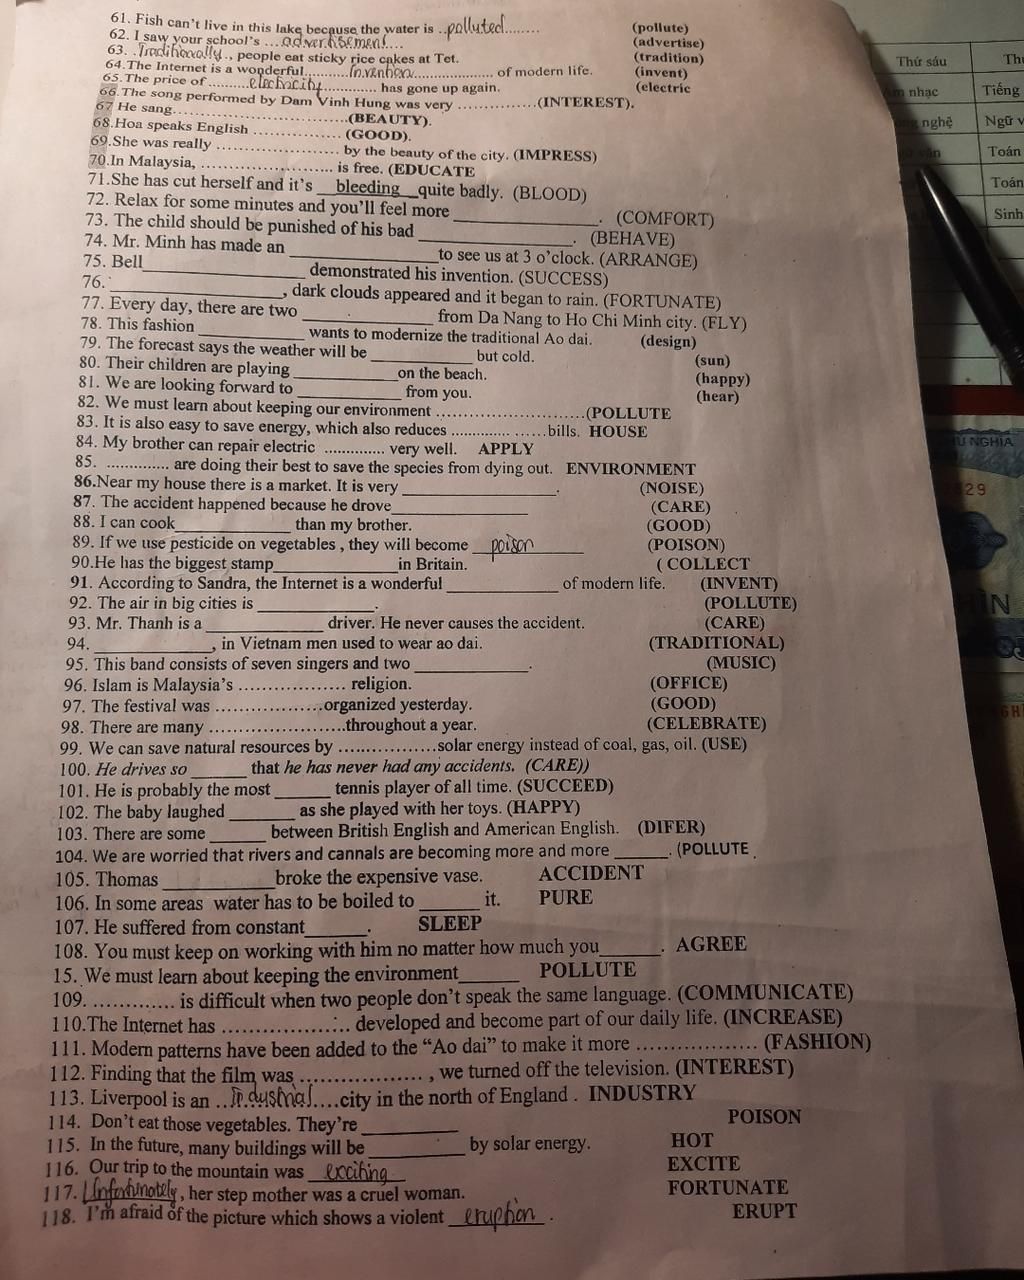 61. Fish can't live in this lake because the water is ..polluted........ (pollute)
62. I saw your school's ...advertisement.... (advertise)
63. .Traditionally., people eat sticky rice cakes at Tet. (tradition)
64.The Internet is a wonderful..........Invention.................. of modern life. (invent)
65.The price of .........electricity............ has gone up again. (electric
66.The song performed by Dam Vinh Hung was very ...............(INTEREST).
67 He sang.................................(BEAUTY).
68.Hoa speaks English ................ (GOOD).
69.She was really ....................... by the beauty of the city. (IMPRESS)
70.In Malaysia, ........................ is free. (EDUCATE
71.She has cut herself and it's __bleeding__quite badly. (BLOOD)
72. Relax for some minutes and you'll feel more ____________. (COMFORT)
73. The child should be punished of his bad ____________. (BEHAVE)
74. Mr. Minh has made an ____________to see us at 3 o'clock. (ARRANGE)
75. Bell____________ demonstrated his invention. (SUCCESS)
76. ____________, dark clouds appeared and it began to rain. (FORTUNATE)
77. Every day, there are two ____________ from Da Nang to Ho Chi Minh city. (FLY)
78. This fashion __________ wants to modernize the traditional Ao dai. (design)
79. The forecast says the weather will be __________ but cold. (sun)
80. Their children are playing __________on the beach. (happy)
81. We are looking forward to __________ from you. (hear)
82. We must learn about keeping our environment ............................(POLLUTE
83. It is also easy to save energy, which also reduces ............. ......bills. HOUSE
84. My brother can repair electric .............. very well. APPLY
85. .............. are doing their best to save the species from dying out. ENVIRONMENT
86.Near my house there is a market. It is very ____________. (NOISE)
87. The accident happened because he drove____________ (CARE)
88. I can cook____________ than my brother. (GOOD)
89. If we use pesticide on vegetables , they will become __poison____ (POISON)
90.He has the biggest stamp____________in Britain. ( COLLECT
91. According to Sandra, the Internet is a wonderful __________ of modern life. (INVENT)
92. The air in big cities is __________. (POLLUTE)
93. Mr. Thanh is a __________ driver. He never causes the accident. (CARE)
94. __________, in Vietnam men used to wear ao dai. (TRADITIONAL)
95. This band consists of seven singers and two __________. (MUSIC)
96. Islam is Malaysia's .................. religion. (OFFICE)
97. The festival was ..................organized yesterday. (GOOD)
98. There are many .......................throughout a year. (CELEBRATE)
99. We can save natural resources by .................solar energy instead of coal, gas, oil. (USE)
100. He drives so ______ that he has never had any accidents. (CARE))
101. He is probably the most ______ tennis player of all time. (SUCCEED)
102. The baby laughed _______ as she played with her toys. (HAPPY)
103. There are some ______ between British English and American English. (DIFER)
104. We are worried that rivers and cannals are becoming more and more ______. (POLLUTE
105. Thomas ____________broke the expensive vase. ACCIDENT
106. In some areas water has to be boiled to ______ it. PURE
107. He suffered from constant______. SLEEP
108. You must keep on working with him no matter how much you______. AGREE
15. We must learn about keeping the environment______ POLLUTE
109. ............. is difficult when two people don't speak the same language. (COMMUNICATE)
110.The Internet has .................... developed and become part of our daily life. (INCREASE)
111. Modern patterns have been added to the “Ao dai” to make it more .................. (FASHION)
112. Finding that the film was ................... , we turned off the television. (INTEREST)
113. Liverpool is an ..Industrial....city in the north of England . INDUSTRY
114. Don't eat those vegetables. They're __________ POISON
115. In the future, many buildings will be __________ by solar energy. HOT
116. Our trip to the mountain was __exciting__ EXCITE
117. Unfortunately, her step mother was a cruel woman. FORTUNATE
118. I'm afraid of the picture which shows a violent __eruption__. ERUPT
Thứ sáu
nhạc Tiếng
nghệ Ngữ v
Toán
Toán
Sinh
NGHĨA